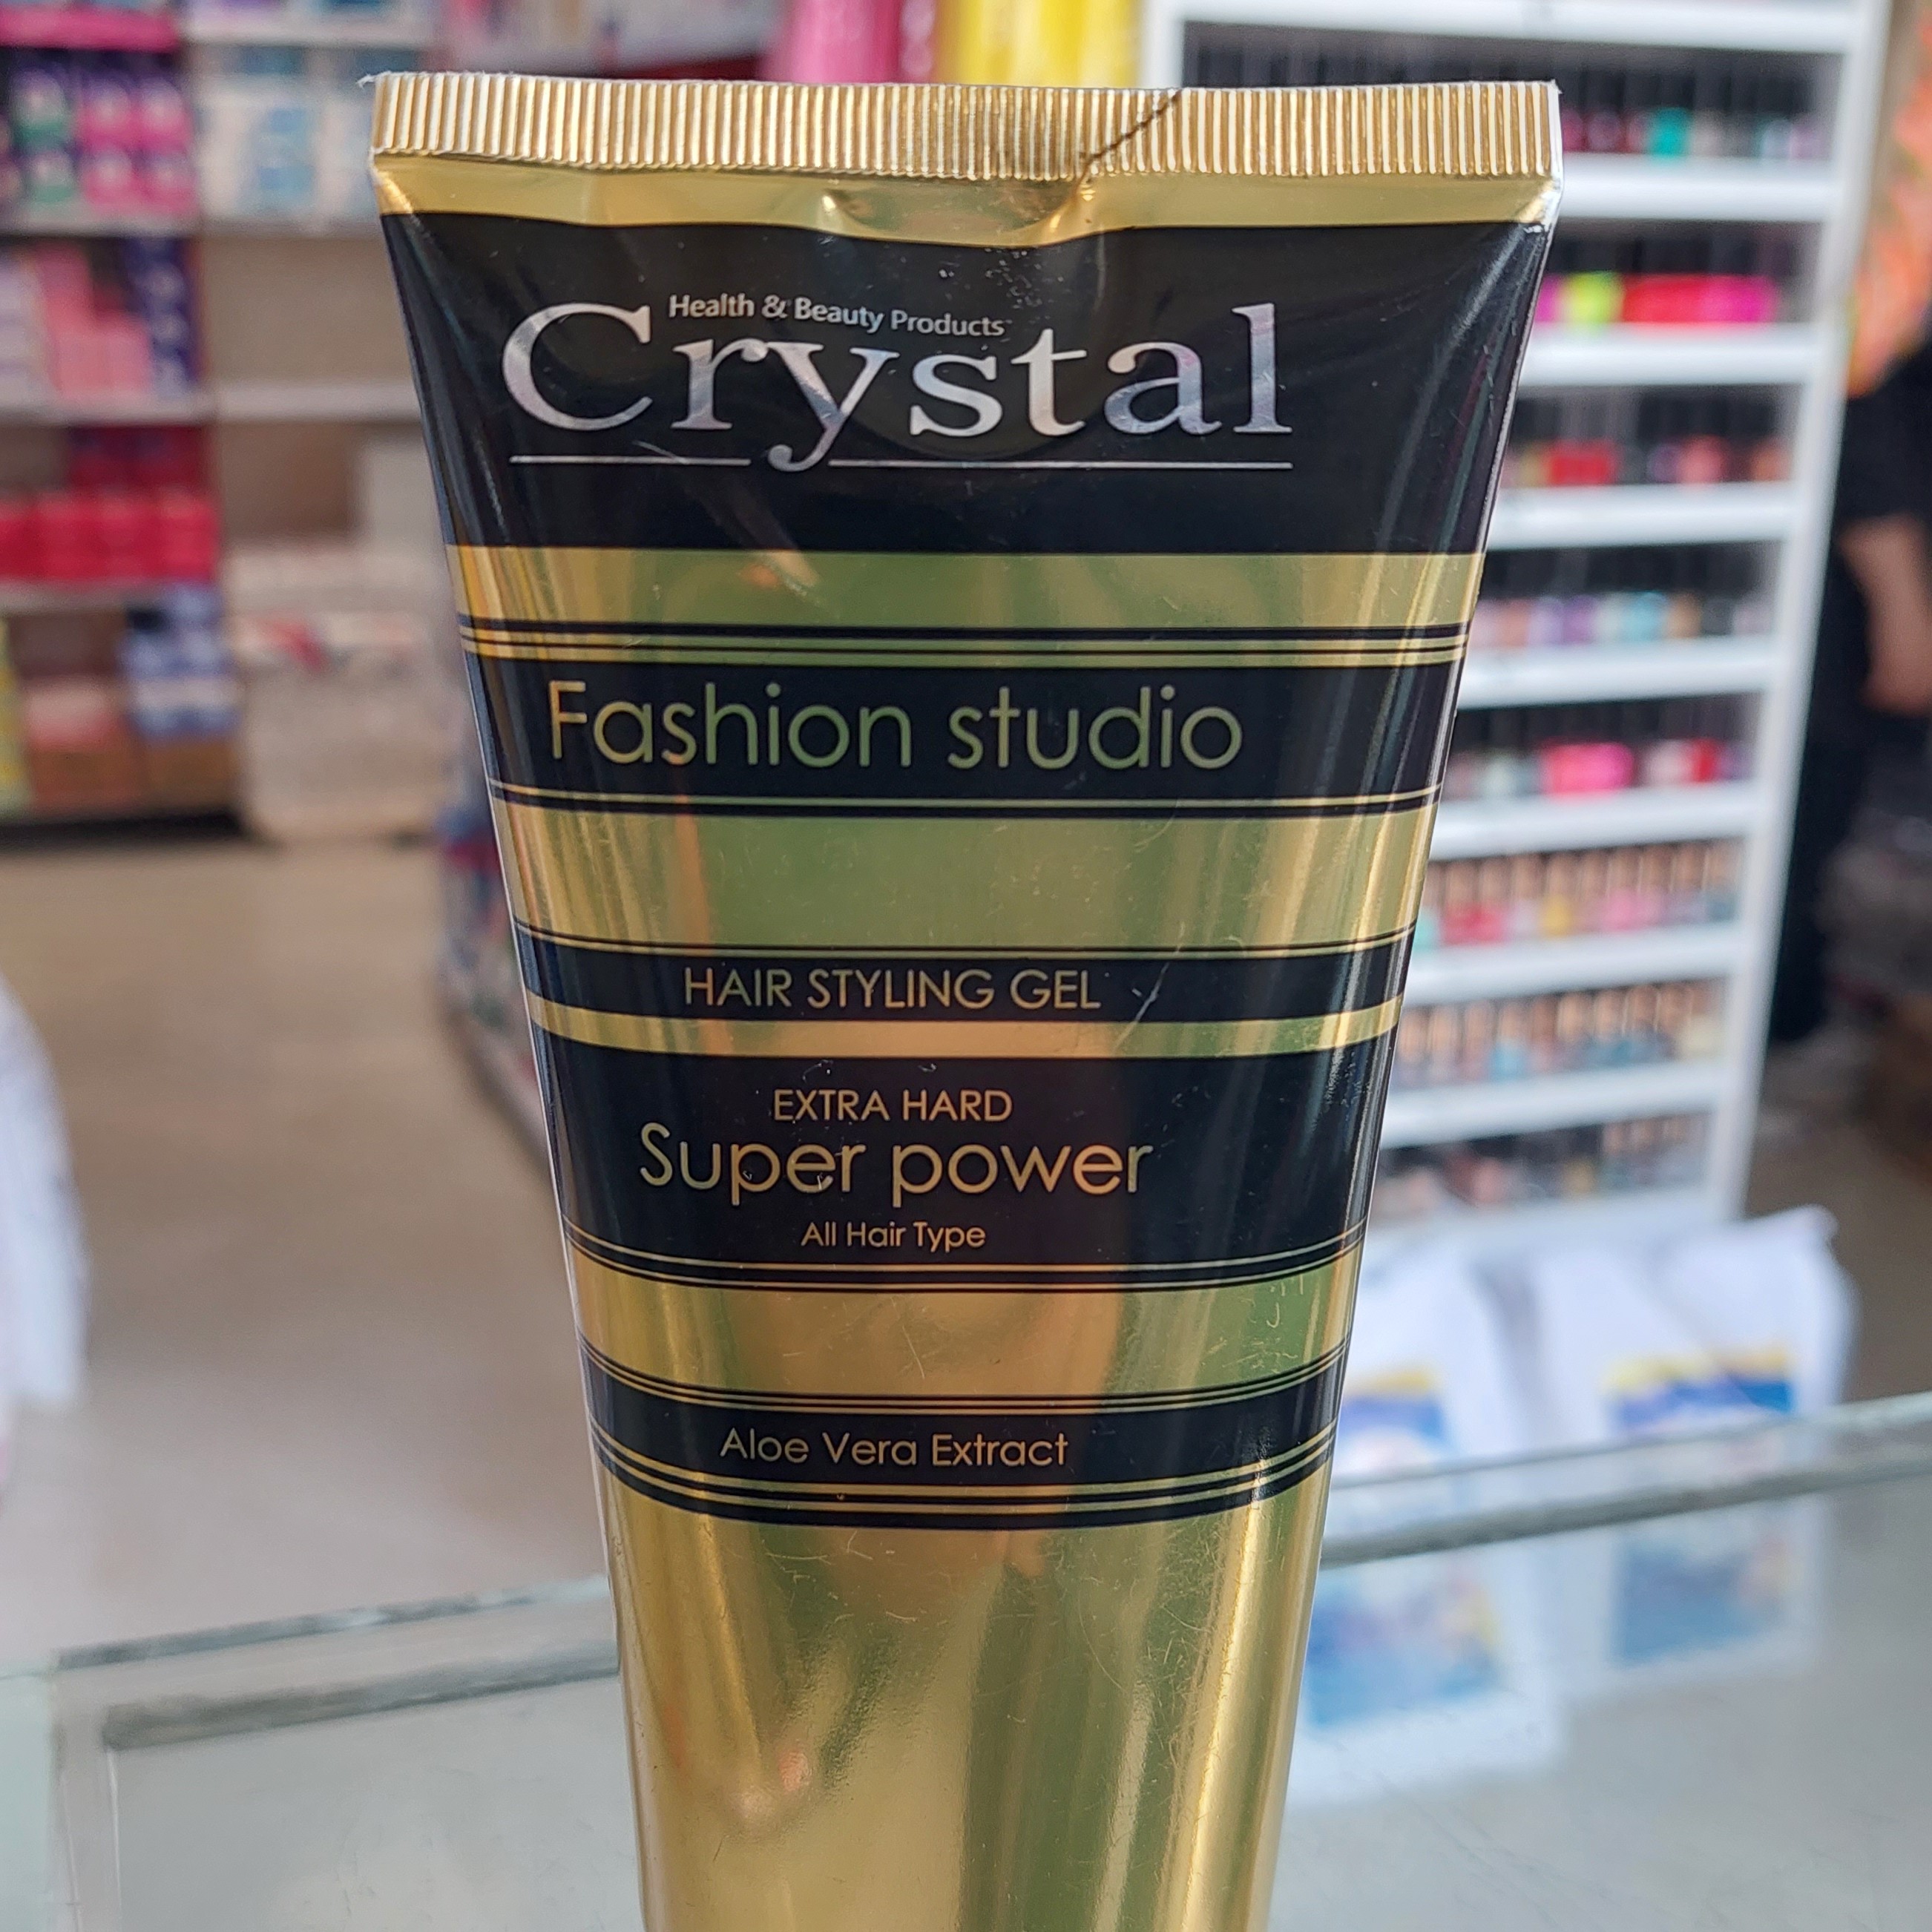 Health & Beauty Products
Crystal
Fashion studio
HAIR STYLING GEL
EXTRA HARD
Super power
All Hair Type
Aloe Vera Extract